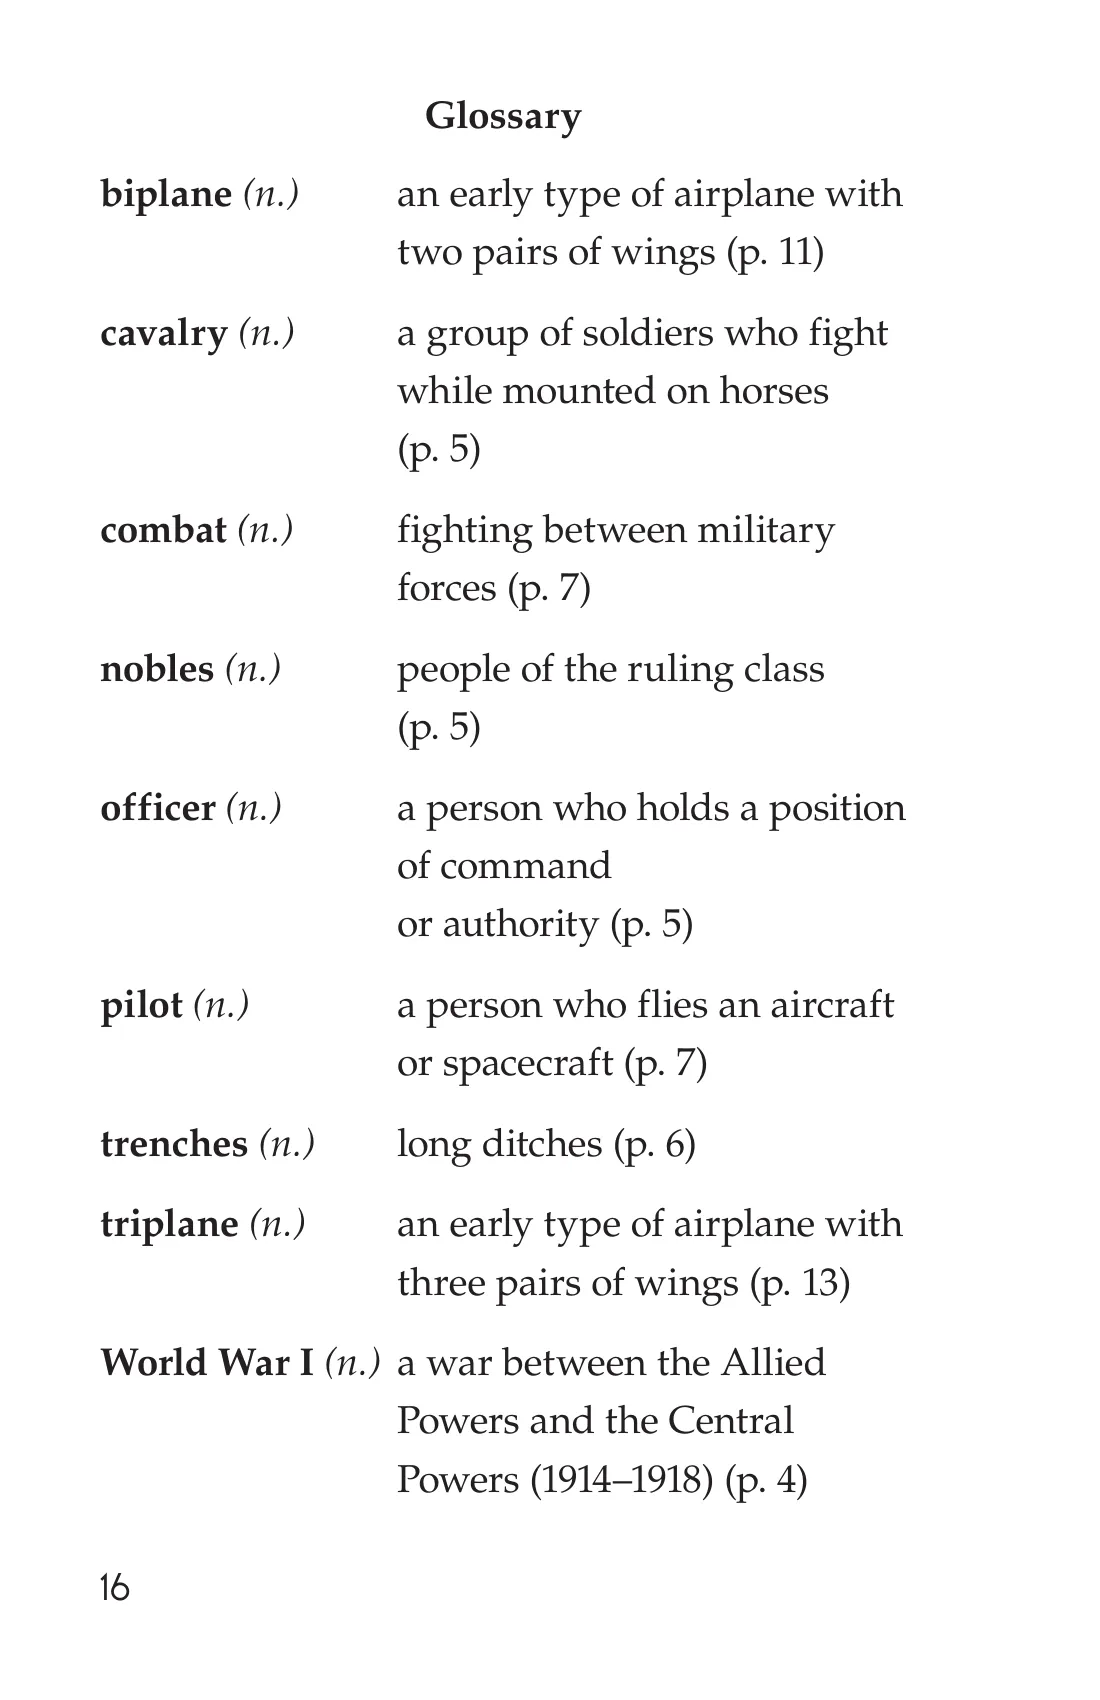 Glossary
biplane (n.) an early type of airplane with
two pairs of wings (p. 11)
cavalry (n.) a group of soldiers who fight
while mounted on horses
(p. 5)
combat (n.) fighting between military
forces (p. 7)
nobles (n.) people of the ruling class
(p. 5)
officer (n.) a person who holds a position
of command
or authority (p. 5)
pilot (n.) a person who flies an aircraft
or spacecraft (p. 7)
trenches (n.) long ditches (p. 6)
triplane (n.) an early type of airplane with
three pairs of wings (p. 13)
World War I (n.) a war between the Allied
Powers and the Central
Powers (1914–1918) (p. 4)
16